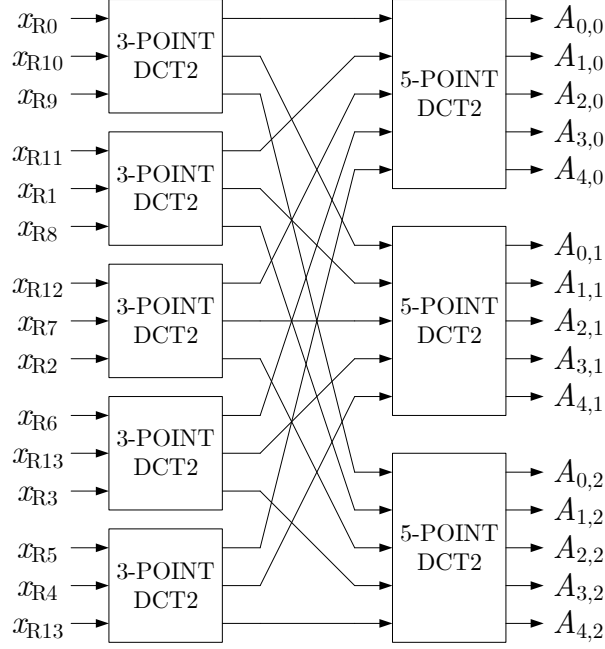 x_R0
x_R10
x_R9
3-POINT
DCT2
x_R11
x_R1
x_R8
3-POINT
DCT2
x_R12
x_R7
x_R2
3-POINT
DCT2
x_R6
x_R13
x_R3
3-POINT
DCT2
x_R5
x_R4
x_R13
3-POINT
DCT2
5-POINT
DCT2
A_0,0
A_1,0
A_2,0
A_3,0
A_4,0
5-POINT
DCT2
A_0,1
A_1,1
A_2,1
A_3,1
A_4,1
5-POINT
DCT2
A_0,2
A_1,2
A_2,2
A_3,2
A_4,2